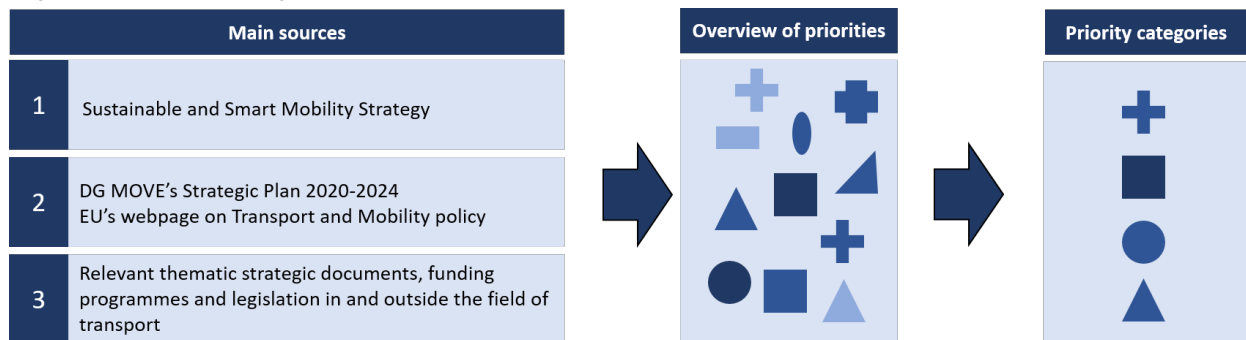 Main sources
Overview of priorities
Priority categories
1
Sustainable and Smart Mobility Strategy
2
DG MOVE’s Strategic Plan 2020-2024
EU’s webpage on Transport and Mobility policy
3
Relevant thematic strategic documents, funding
programmes and legislation in and outside the field of
transport